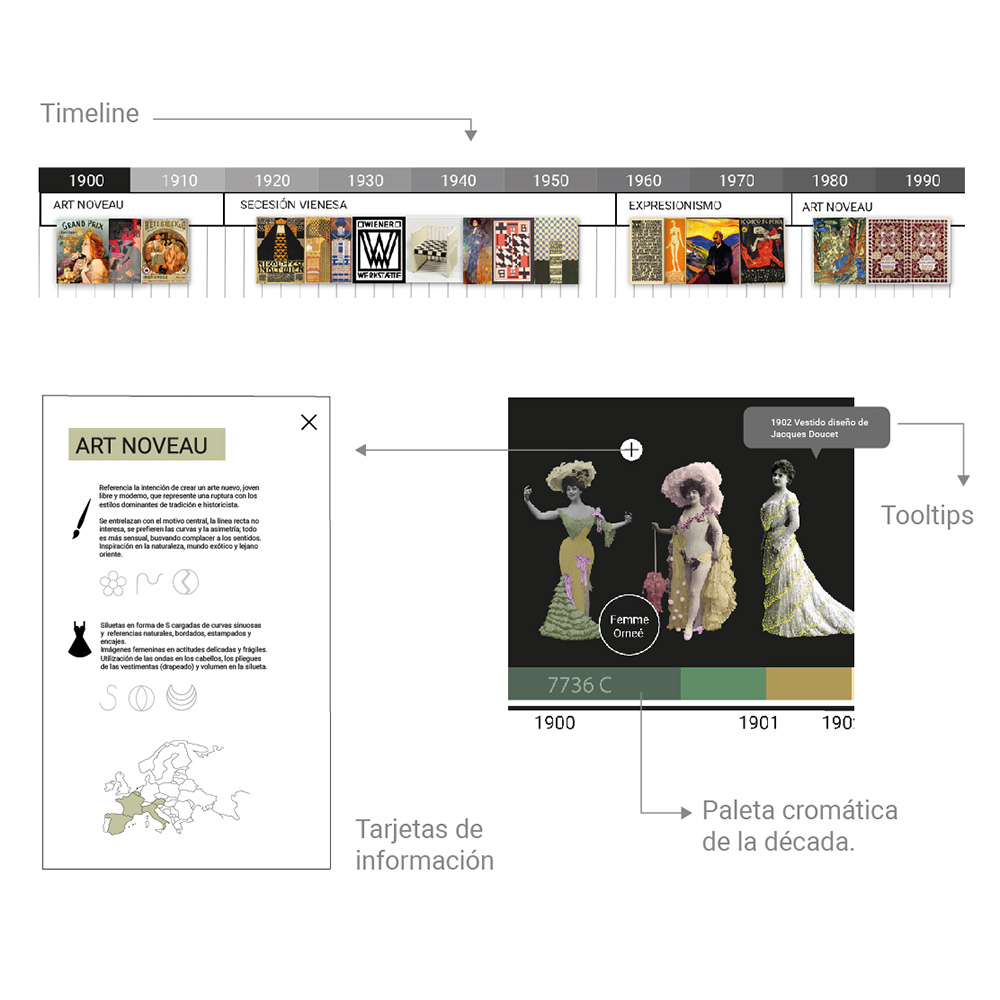 Timeline
1900 1910 1920 1930 1940 1950 1960 1970 1980 1990
ART NOVEAU SECESIÓN VIENESA EXPRESIONISMO ART NOVEAU
GRAND PRIX
WIENER
WERKSTÆTTE
ART NOVEAU
Referencia la intención de crear un arte nuevo, joven
libre y moderno, que represente una ruptura con los
estilos dominantes de tradición e historicista.
Se entrelazan con el motivo central, la línea recta no
interesa, se prefieren las curvas y la asimetría; todo
es más sensual, busvando complacer a los sentidos.
Inspiración en la naturaleza, mundo exótico y lejano
oriente.
Siluetas en forma de S cargadas de curvas sinuosas
y referencias naturales, bordados, estampados y
encajes.
Imágenes femeninas en actitudes delicadas y frágiles.
Utilización de las ondas en los cabellos, los pliegues
de las vestimentas (drapeado) y volumen en la silueta.
Tarjetas de
información
1902 Vestido diseño de
Jacques Doucet
Tooltips
Femme
Orneé
7736 C
1900 1901 190
Paleta cromática
de la década.